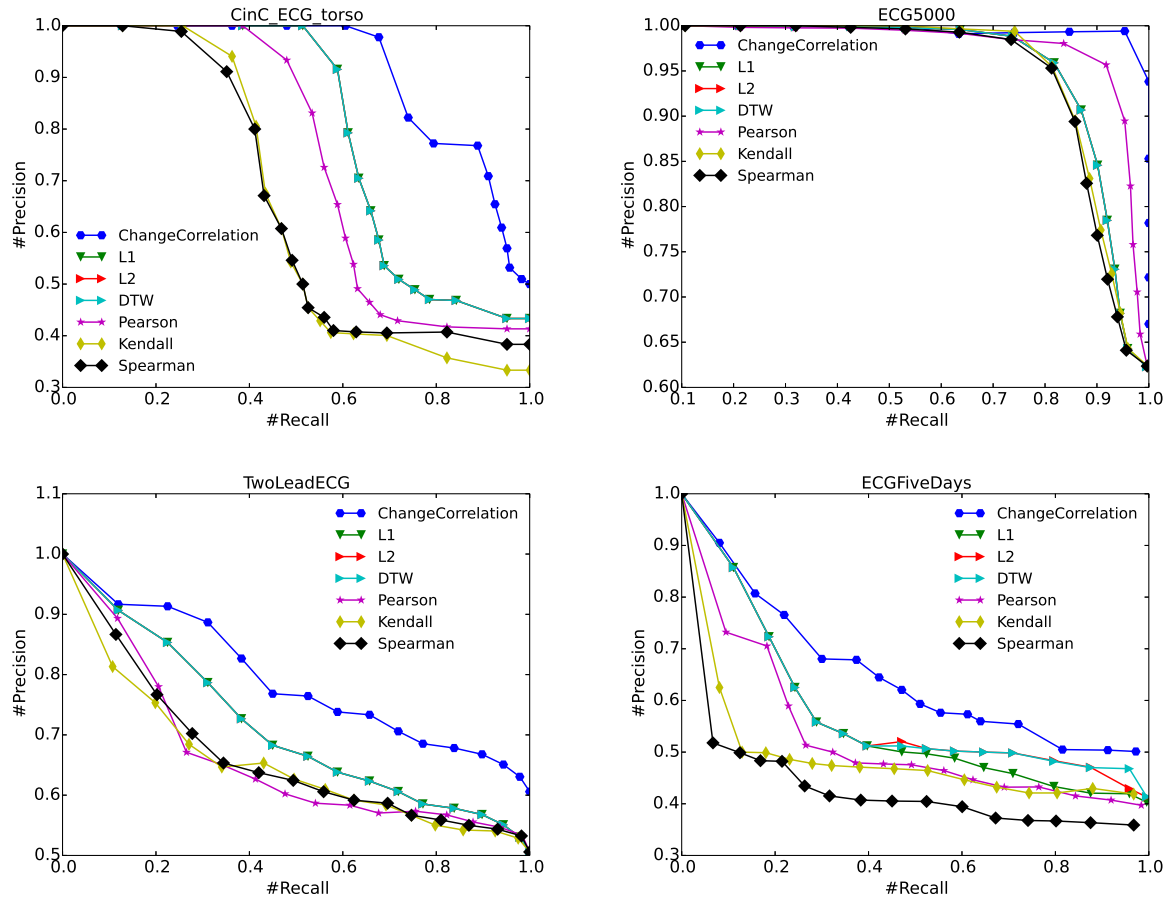 CinC_ECG_torso
#Precision
1.0
0.9
0.8
0.7
0.6
0.5
0.4
0.3
ChangeCorrelation
L1
L2
DTW
Pearson
Kendall
Spearman
0.0 0.2 0.4 0.6 0.8 1.0
#Recall
ECG5000
#Precision
1.00
0.95
0.90
0.85
0.80
0.75
0.70
0.65
0.60
ChangeCorrelation
L1
L2
DTW
Pearson
Kendall
Spearman
0.1 0.2 0.3 0.4 0.5 0.6 0.7 0.8 0.9 1.0
#Recall
TwoLeadECG
#Precision
1.1
1.0
0.9
0.8
0.7
0.6
0.5
ChangeCorrelation
L1
L2
DTW
Pearson
Kendall
Spearman
0.0 0.2 0.4 0.6 0.8 1.0
#Recall
ECGFiveDays
#Precision
1.0
0.9
0.8
0.7
0.6
0.5
0.4
0.3
ChangeCorrelation
L1
L2
DTW
Pearson
Kendall
Spearman
0.0 0.2 0.4 0.6 0.8 1.0
#Recall